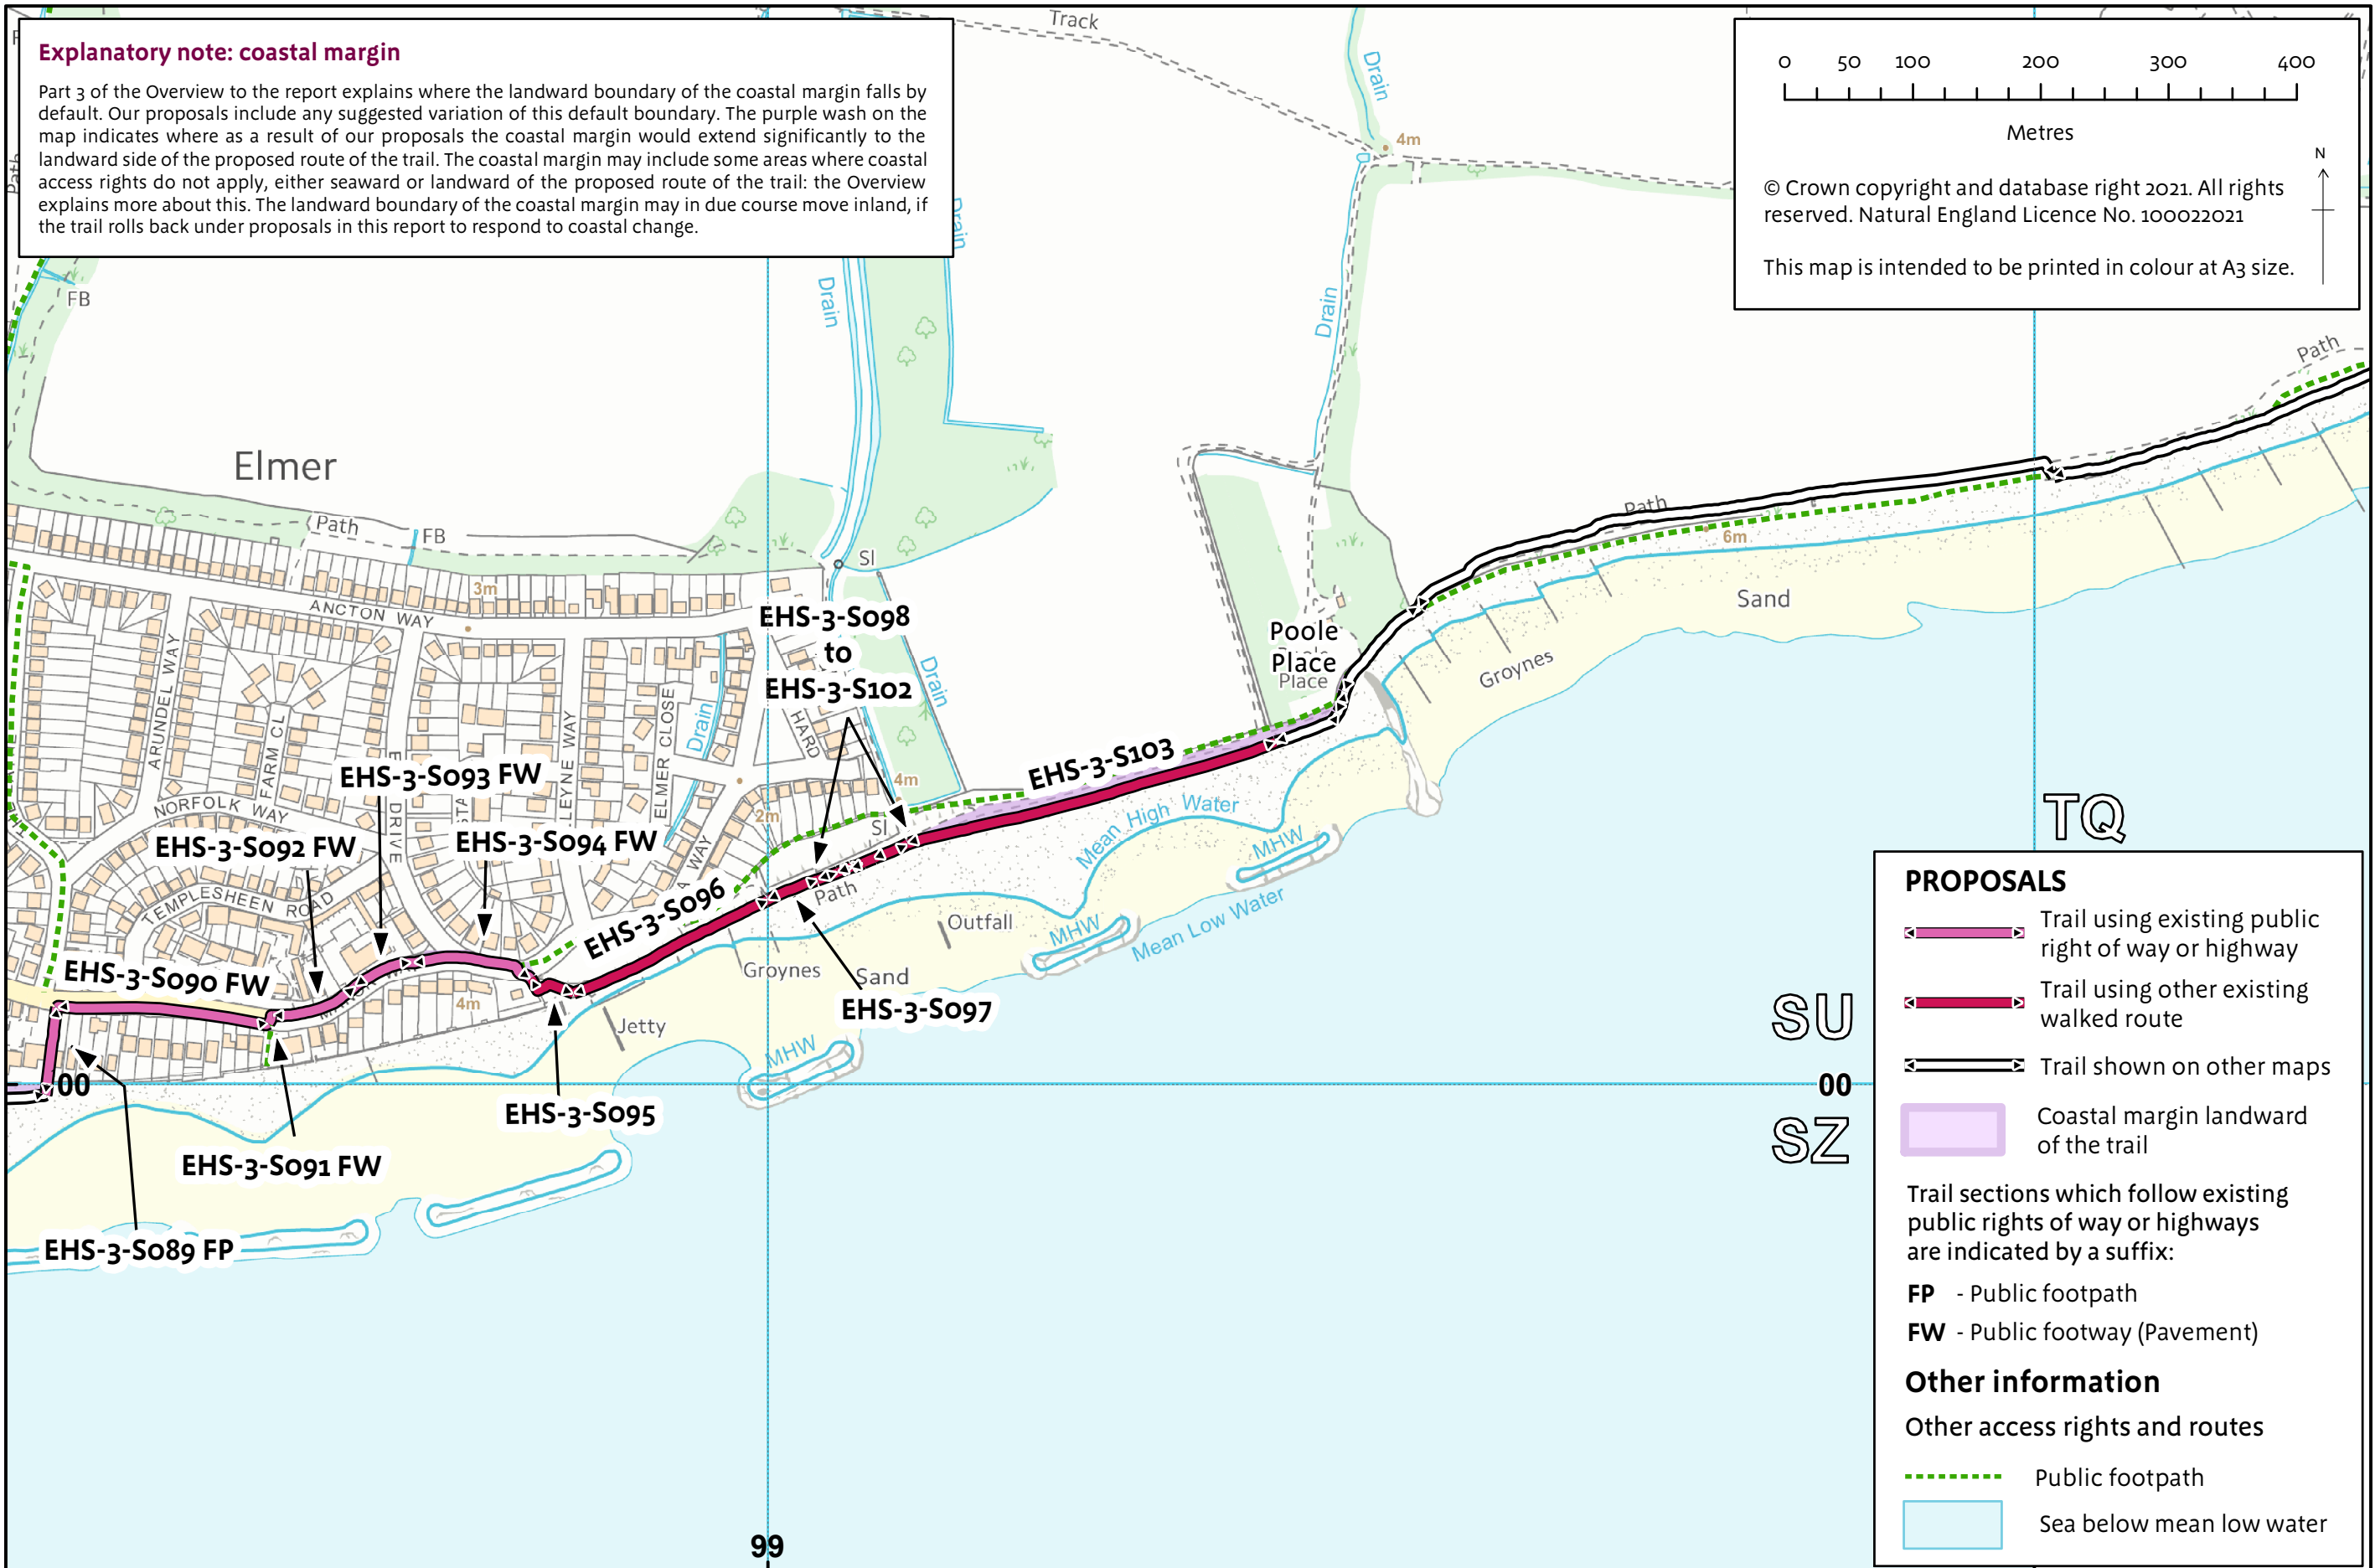 Explanatory note: coastal margin
Part 3 of the Overview to the report explains where the landward boundary of the coastal margin falls by
default. Our proposals include any suggested variation of this default boundary. The purple wash on the
map indicates where as a result of our proposals the coastal margin would extend significantly to the
landward side of the proposed route of the trail. The coastal margin may include some areas where coastal
access rights do not apply, either seaward or landward of the proposed route of the trail: the Overview
explains more about this. The landward boundary of the coastal margin may in due course move inland, if
the trail rolls back under proposals in this report to respond to coastal change.
0 50 100 200 300 400
Metres
© Crown copyright and database right 2021. All rights
reserved. Natural England Licence No. 100022021
This map is intended to be printed in colour at A3 size.
N
Track
Drain
4m
Path
Drain
Drain
Drain
FB
Path
Elmer
Path
FB
Sl
3m
ANCTON WAY
EHS-3-S098
to
EHS-3-S102
Path
6m
Sand
Poole
Place
Place
Groynes
ARUNDEL WAY
FARM CL
DRIVE
LEYNE WAY
ELMER CLOSE
Drain
HARD
Drain
EHS-3-S093 FW
NORFOLK WAY
EHS-3-S092 FW
EHS-3-S094 FW
TEMPLESHEEN ROAD
WAY
2m
4m
Sl
EHS-3-S103
Mean High Water
MHW
EHS-3-S096
Path
Outfall
MHW
Mean Low Water
EHS-3-S090 FW
4m
Groynes
Sand
EHS-3-S097
Jetty
MHW
00
EHS-3-S095
EHS-3-S091 FW
EHS-3-S089 FP
99
TQ
SU
00
SZ
PROPOSALS
Trail using existing public
right of way or highway
Trail using other existing
walked route
Trail shown on other maps
Coastal margin landward
of the trail
Trail sections which follow existing
public rights of way or highways
are indicated by a suffix:
FP - Public footpath
FW - Public footway (Pavement)
Other information
Other access rights and routes
Public footpath
Sea below mean low water